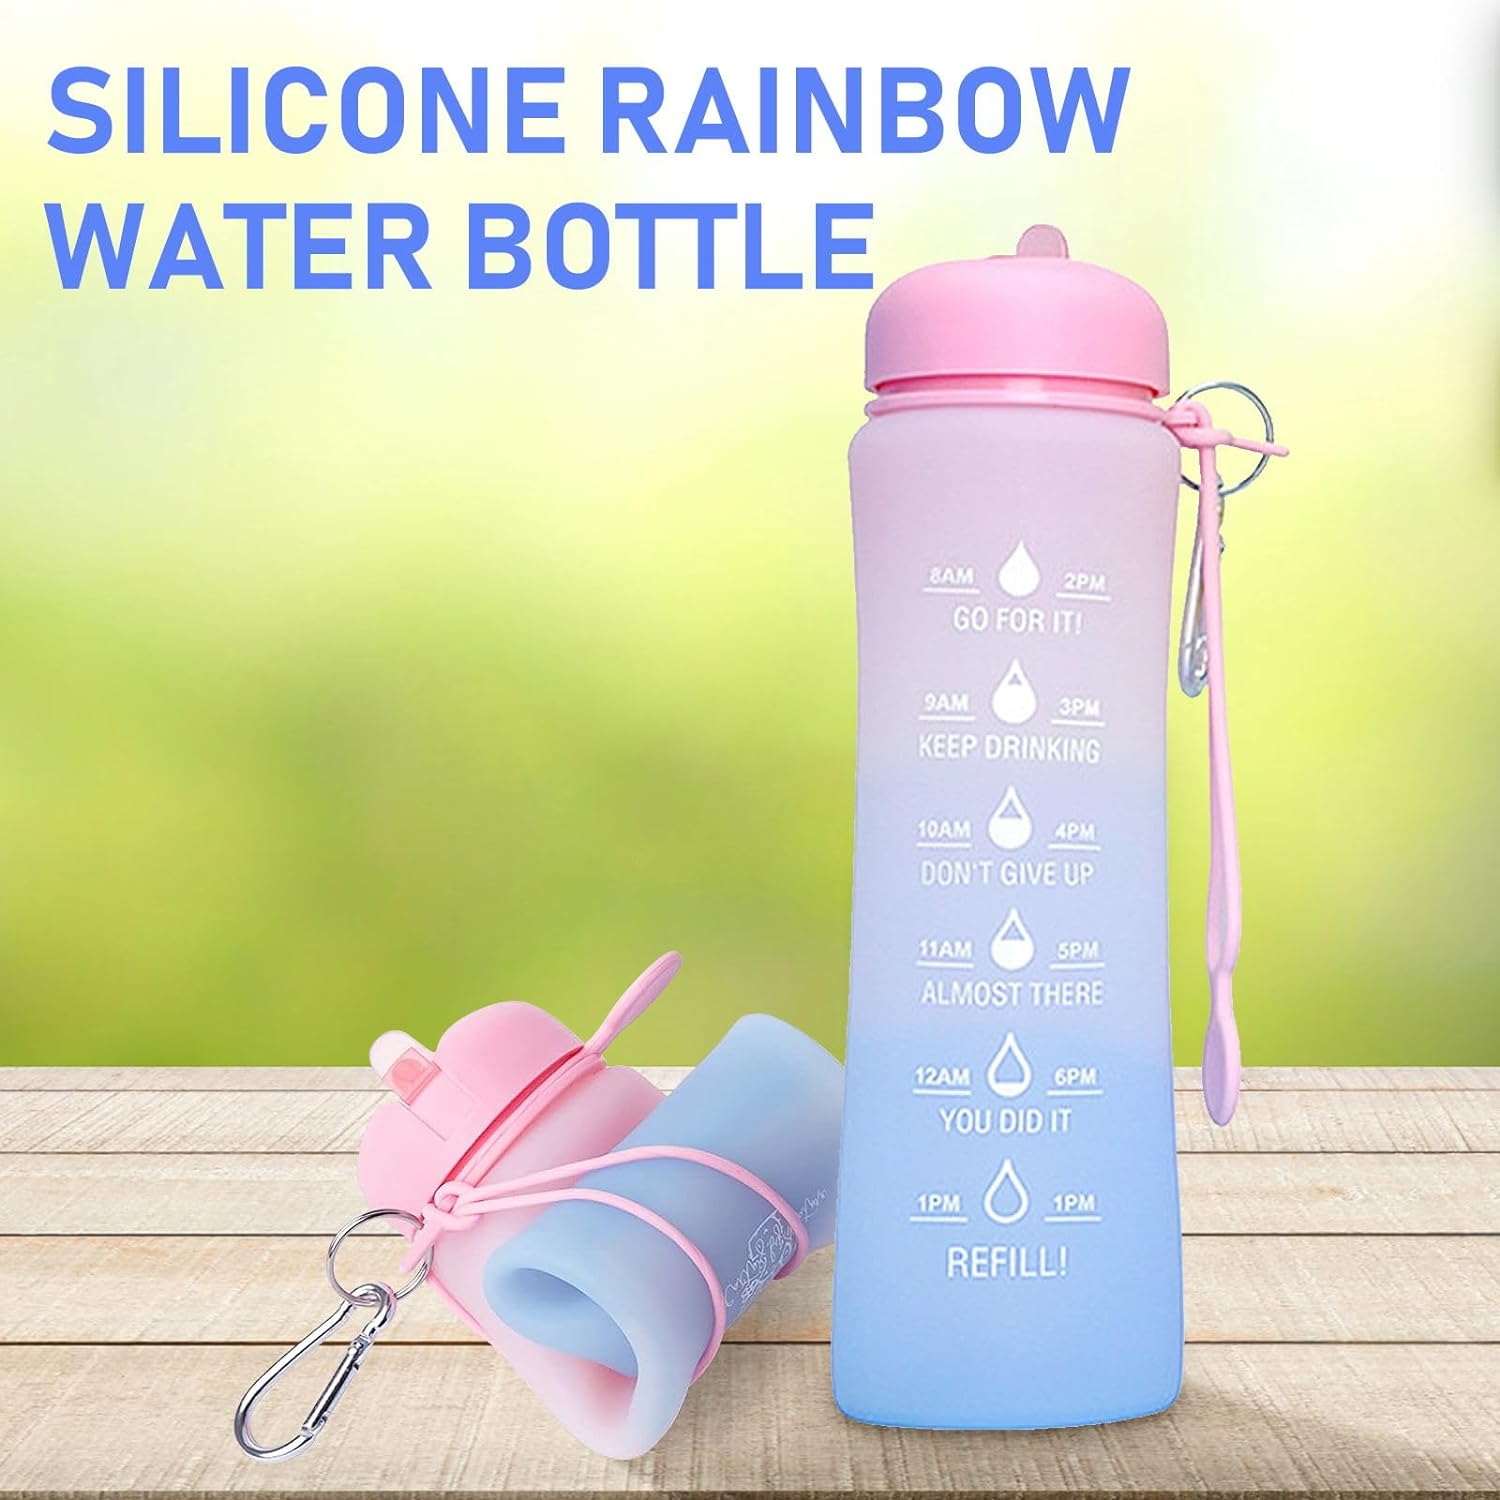 SILICONE RAINBOW
WATER BOTTLE
8AM 2PM
GO FOR IT!
9AM 3PM
KEEP DRINKING
10AM 4PM
DON'T GIVE UP
11AM 5PM
ALMOST THERE
12AM 6PM
YOU DID IT
1PM 1PM
REFILL!